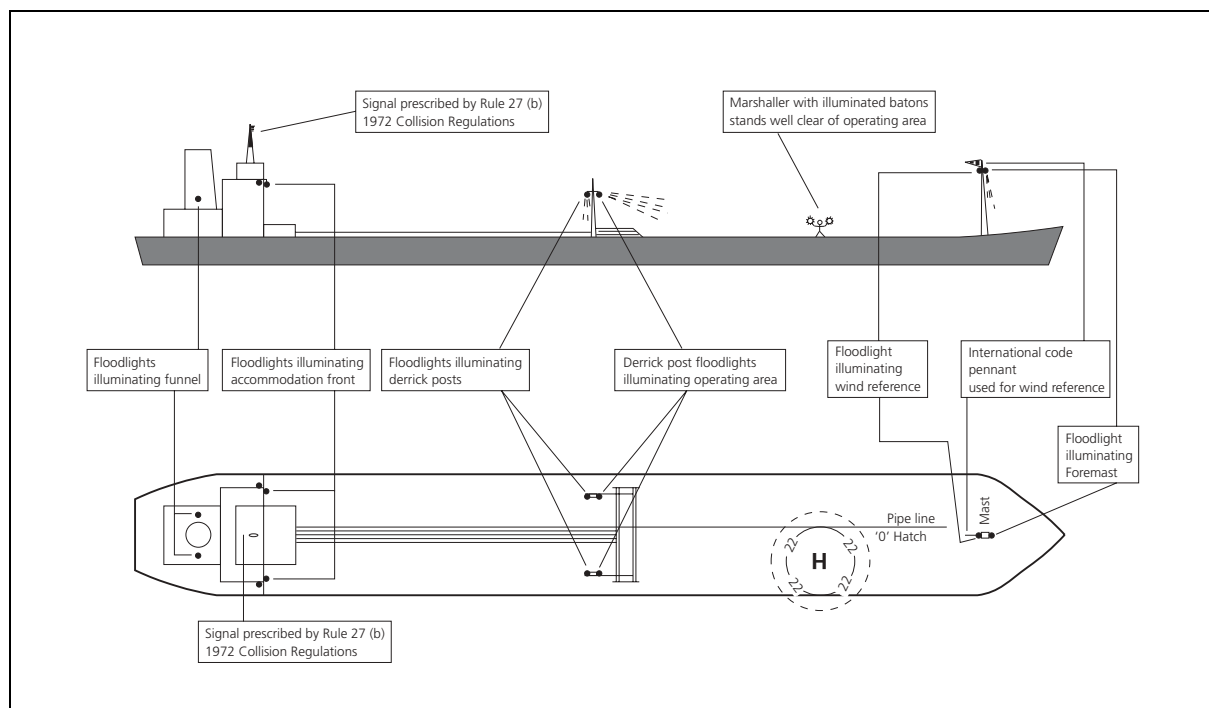 Signal prescribed by Rule 27 (b)
1972 Collision Regulations
Marshaller with illuminated batons
stands well clear of operating area
Floodlights
illuminating funnel
Floodlights illuminating
accommodation front
Floodlights illuminating
derrick posts
Derrick post floodlights
illuminating operating area
Floodlight
illuminating
wind reference
International code
pennant
used for wind reference
Floodlight
illuminating
Foremast
Mast
Pipe line
'0' Hatch
22
22
H
22
22
Signal prescribed by Rule 27 (b)
1972 Collision Regulations